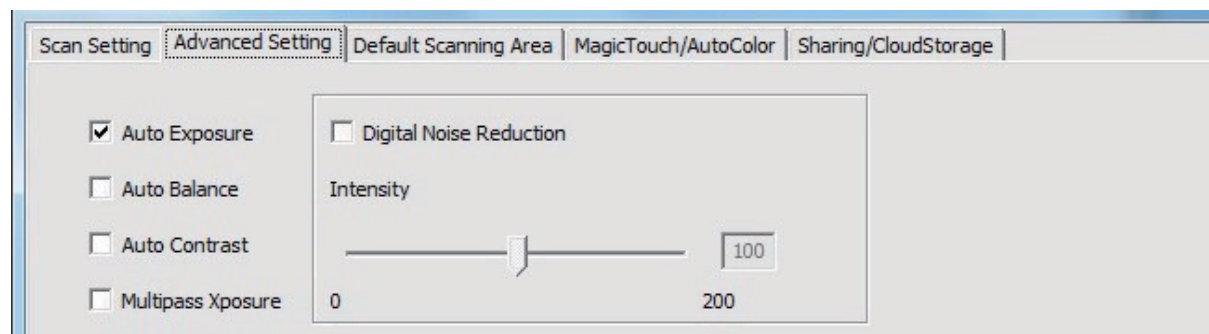 Scan Setting Advanced Setting Default Scanning Area MagicTouch/AutoColor Sharing/CloudStorage
Auto Exposure
Auto Balance
Auto Contrast
Multipass Xposure
Digital Noise Reduction
Intensity
100
0 200